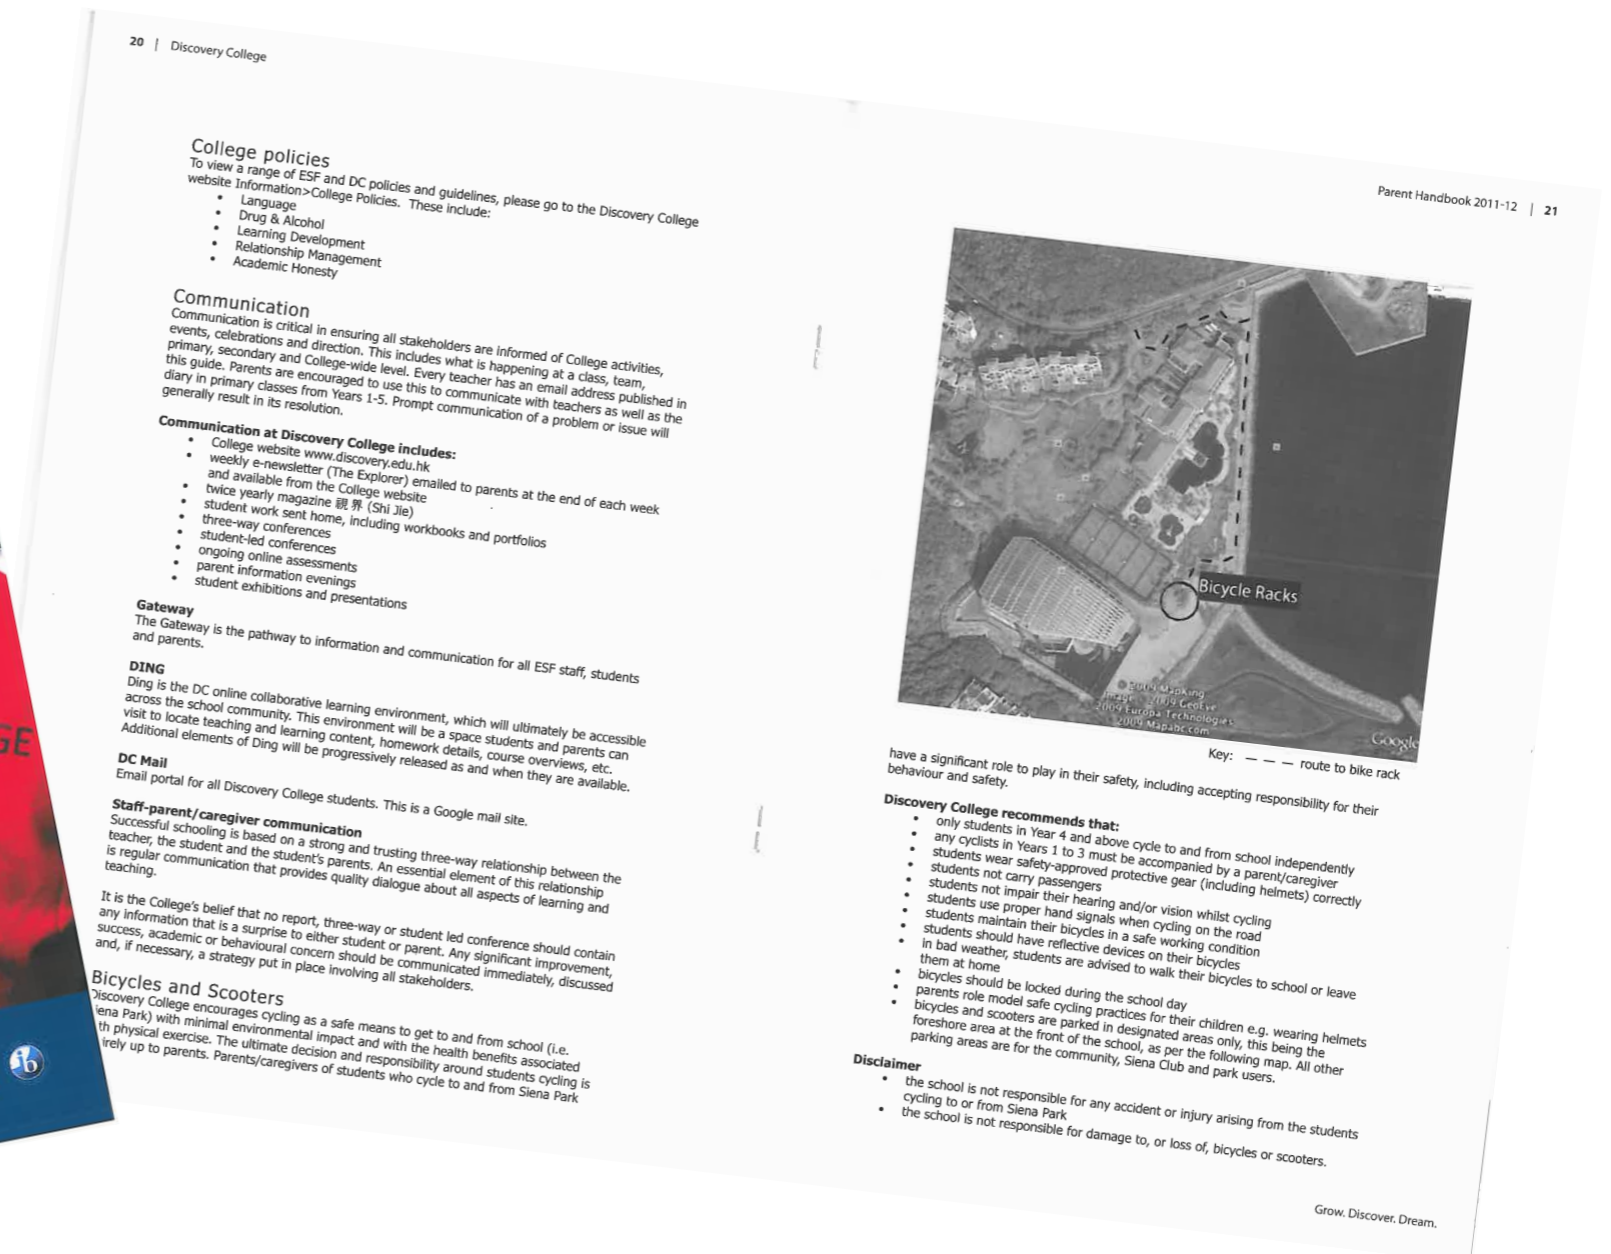 20 | Discovery College
College policies
To view a range of ESF and DC policies and guidelines, please go to the Discovery College
website Information>College Policies. These include:
• Language
• Drug & Alcohol
• Learning Development
• Relationship Management
• Academic Honesty
Communication
Communication is critical in ensuring all stakeholders are informed of College activities,
events, celebrations and direction. This includes what is happening at a class, team,
primary, secondary and College-wide level. Every teacher has an email address published in
this guide. Parents are encouraged to use this to communicate with teachers as well as the
diary in primary classes from Years 1-5. Prompt communication of a problem or issue will
generally result in its resolution.
Communication at Discovery College includes:
• College website www.discovery.edu.hk
• weekly e-newsletter (The Explorer) emailed to parents at the end of each week
and available from the College website
• twice yearly magazine 視界 (Shi Jie)
• student work sent home, including workbooks and portfolios
• three-way conferences
• student-led conferences
• ongoing online assessments
• parent information evenings
• student exhibitions and presentations
Gateway
The Gateway is the pathway to information and communication for all ESF staff, students
and parents.
DING
Ding is the DC online collaborative learning environment, which will ultimately be accessible
across the school community. This environment will be a space students and parents can
visit to locate teaching and learning content, homework details, course overviews, etc.
Additional elements of Ding will be progressively released as and when they are available.
DC Mail
Email portal for all Discovery College students. This is a Google mail site.
Staff-parent/caregiver communication
Successful schooling is based on a strong and trusting three-way relationship between the
teacher, the student and the student's parents. An essential element of this relationship
is regular communication that provides quality dialogue about all aspects of learning and
teaching.
It is the College's belief that no report, three-way or student led conference should contain
any information that is a surprise to either student or parent. Any significant improvement,
success, academic or behavioural concern should be communicated immediately, discussed
and, if necessary, a strategy put in place involving all stakeholders.
Bicycles and Scooters
Discovery College encourages cycling as a safe means to get to and from school (i.e.
iena Park) with minimal environmental impact and with the health benefits associated
th physical exercise. The ultimate decision and responsibility around students cycling is
irely up to parents. Parents/caregivers of students who cycle to and from Siena Park
GE
ib
Parent Handbook 2011-12 | 21
Bicycle Racks
© 2009 MapKing
Image © 2009 GeoEye
2009 Europa Technologies
2009 Mapabc.com
Google
Key: – – – route to bike rack
have a significant role to play in their safety, including accepting responsibility for their
behaviour and safety.
Discovery College recommends that:
• only students in Year 4 and above cycle to and from school independently
• any cyclists in Years 1 to 3 must be accompanied by a parent/caregiver
• students wear safety-approved protective gear (including helmets) correctly
• students not carry passengers
• students not impair their hearing and/or vision whilst cycling
• students use proper hand signals when cycling on the road
• students maintain their bicycles in a safe working condition
• students should have reflective devices on their bicycles
• in bad weather, students are advised to walk their bicycles to school or leave
them at home
• bicycles should be locked during the school day
• parents role model safe cycling practices for their children e.g. wearing helmets
• bicycles and scooters are parked in designated areas only, this being the
foreshore area at the front of the school, as per the following map. All other
parking areas are for the community, Siena Club and park users.
Disclaimer
• the school is not responsible for any accident or injury arising from the students
cycling to or from Siena Park
• the school is not responsible for damage to, or loss of, bicycles or scooters.
Grow. Discover. Dream.